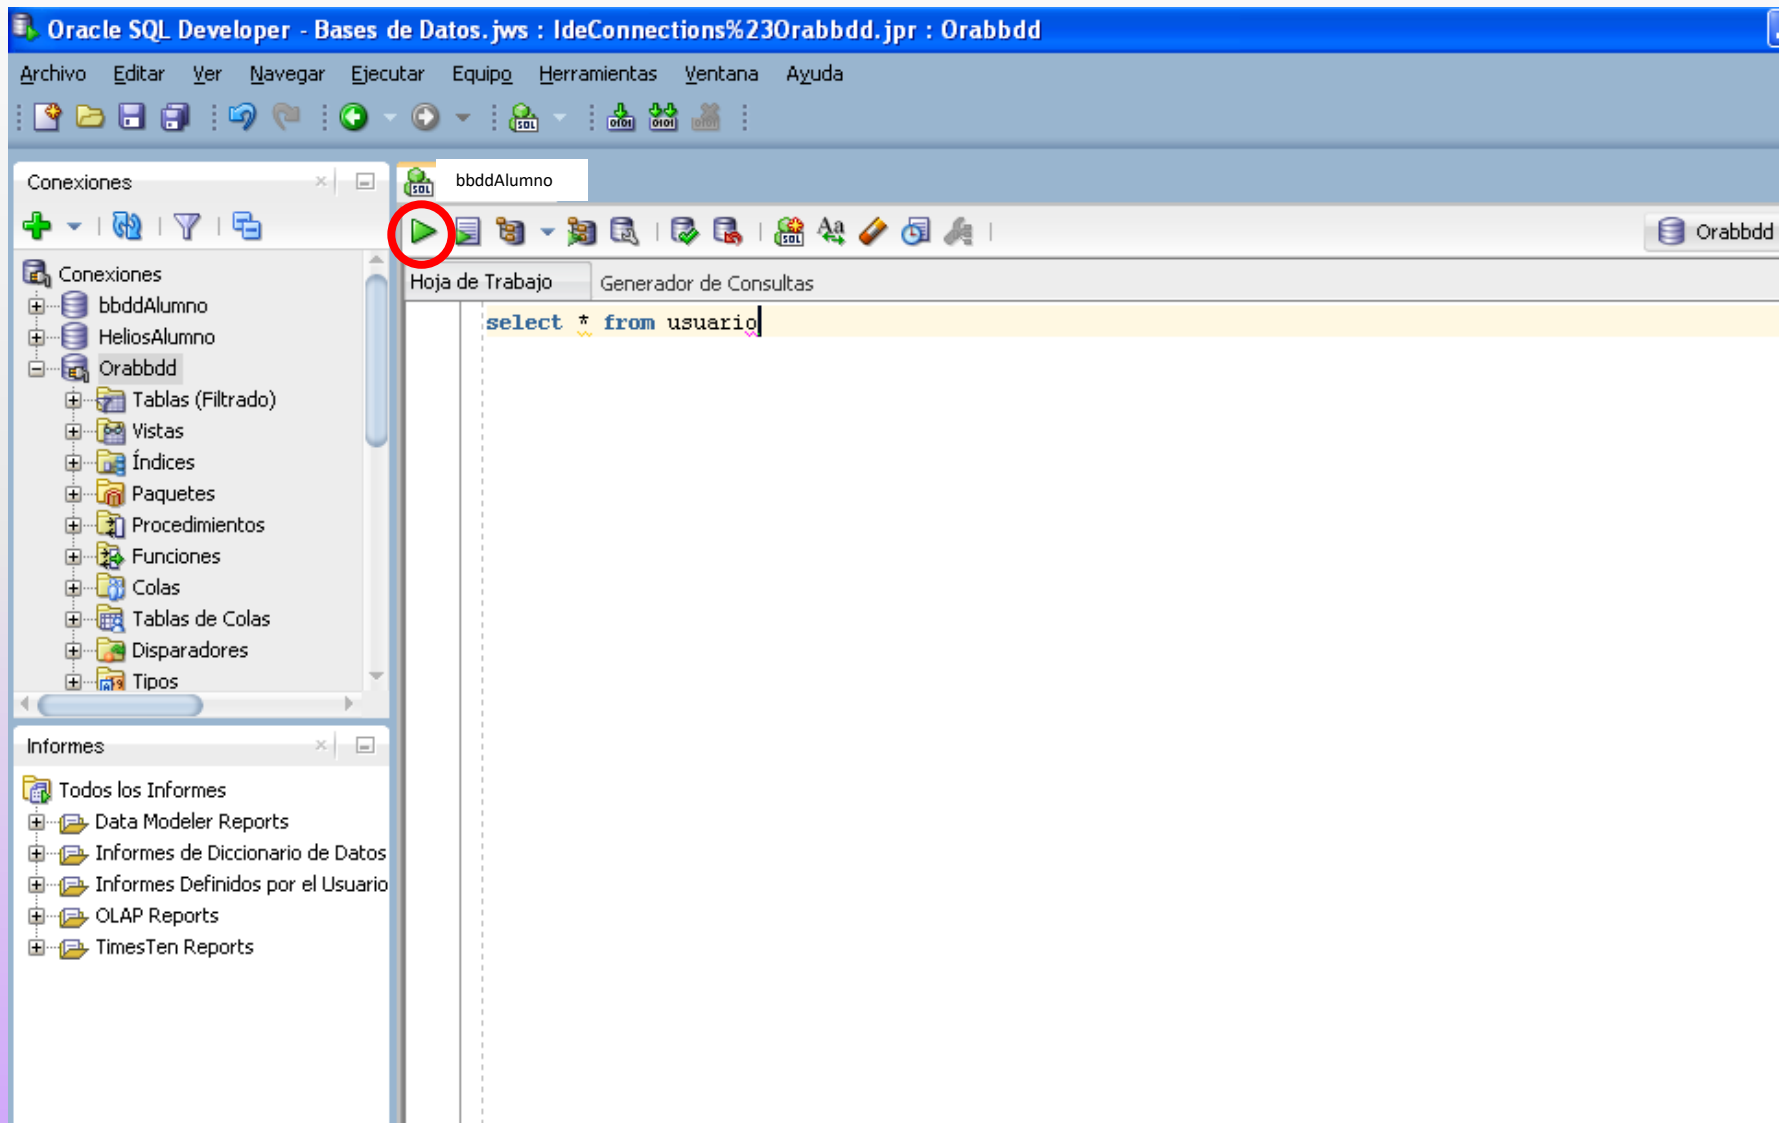 Oracle SQL Developer - Bases de Datos.jws : IdeConnections%23Orabbdd.jpr : Orabbdd
Archivo Editar Ver Navegar Ejecutar Equipo Herramientas Ventana Ayuda
Conexiones
Conexiones
bbddAlumno
HeliosAlumno
Orabbdd
Tablas (Filtrado)
Vistas
Índices
Paquetes
Procedimientos
Funciones
Colas
Tablas de Colas
Disparadores
Tipos
Informes
Todos los Informes
Data Modeler Reports
Informes de Diccionario de Datos
Informes Definidos por el Usuario
OLAP Reports
TimesTen Reports
bbddAlumno
Orabbdd
Hoja de Trabajo Generador de Consultas
select * from usuario